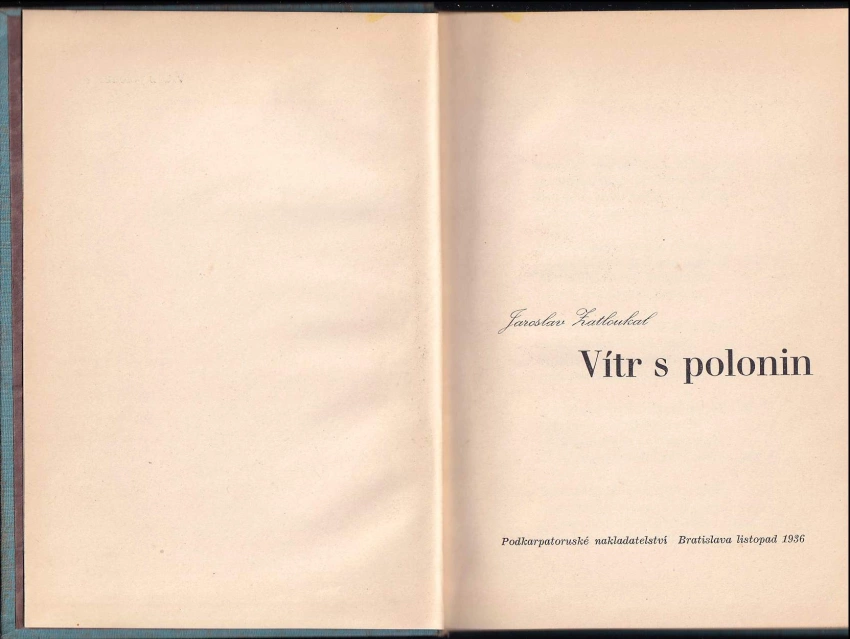 Jaroslav Zatloukal
Vítr s polonin
Podkarpatoruské nakladatelství Bratislava listopad 1936